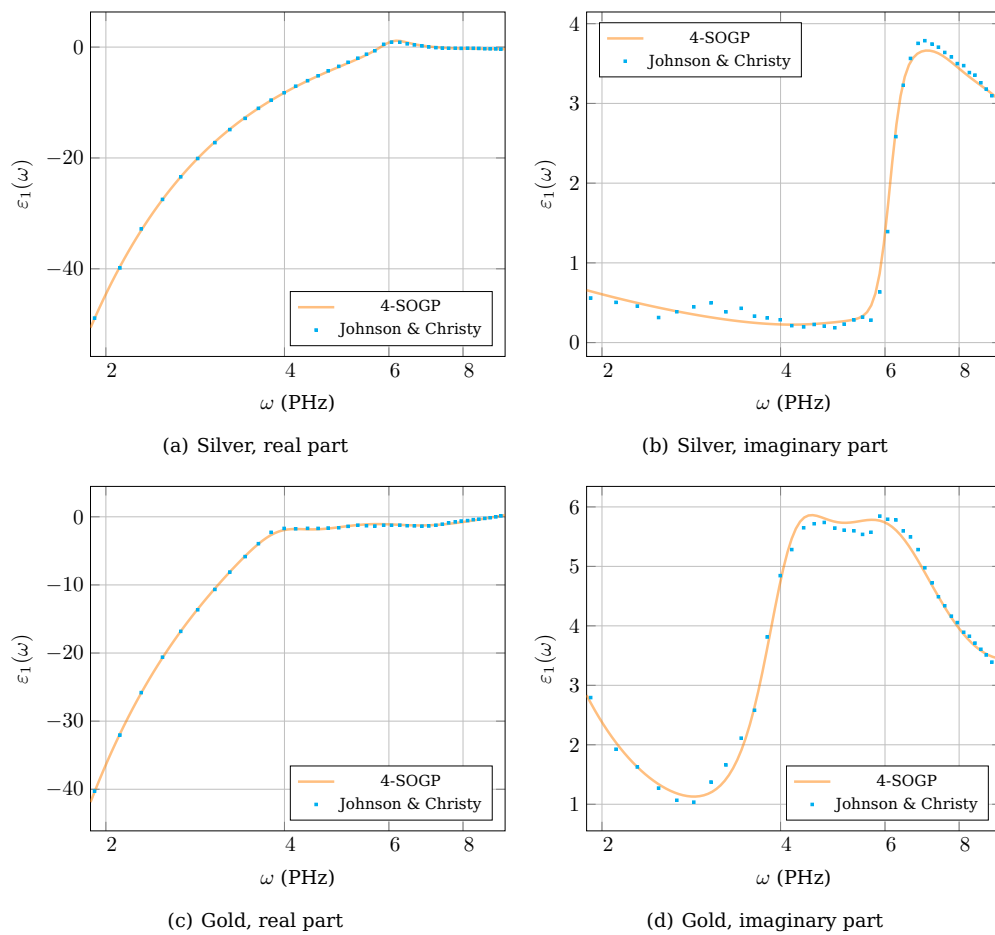 0
−20
−40
ε₁(ω)
4-SOGP
Johnson & Christy
2
4
6
8
ω (PHz)
(a) Silver, real part
4
3
2
1
0
ε₁(ω)
4-SOGP
Johnson & Christy
2
4
6
8
ω (PHz)
(b) Silver, imaginary part
0
−10
−20
−30
−40
ε₁(ω)
4-SOGP
Johnson & Christy
2
4
6
8
ω (PHz)
(c) Gold, real part
6
5
4
3
2
1
ε₁(ω)
4-SOGP
Johnson & Christy
2
4
6
8
ω (PHz)
(d) Gold, imaginary part